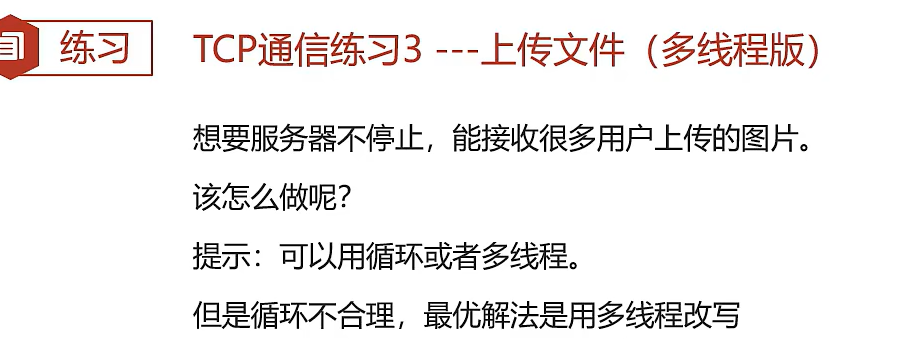 练习
TCP通信练习3 ---上传文件（多线程版）
想要服务器不停止，能接收很多用户上传的图片。
该怎么做呢？
提示：可以用循环或者多线程。
但是循环不合理，最优解法是用多线程改写